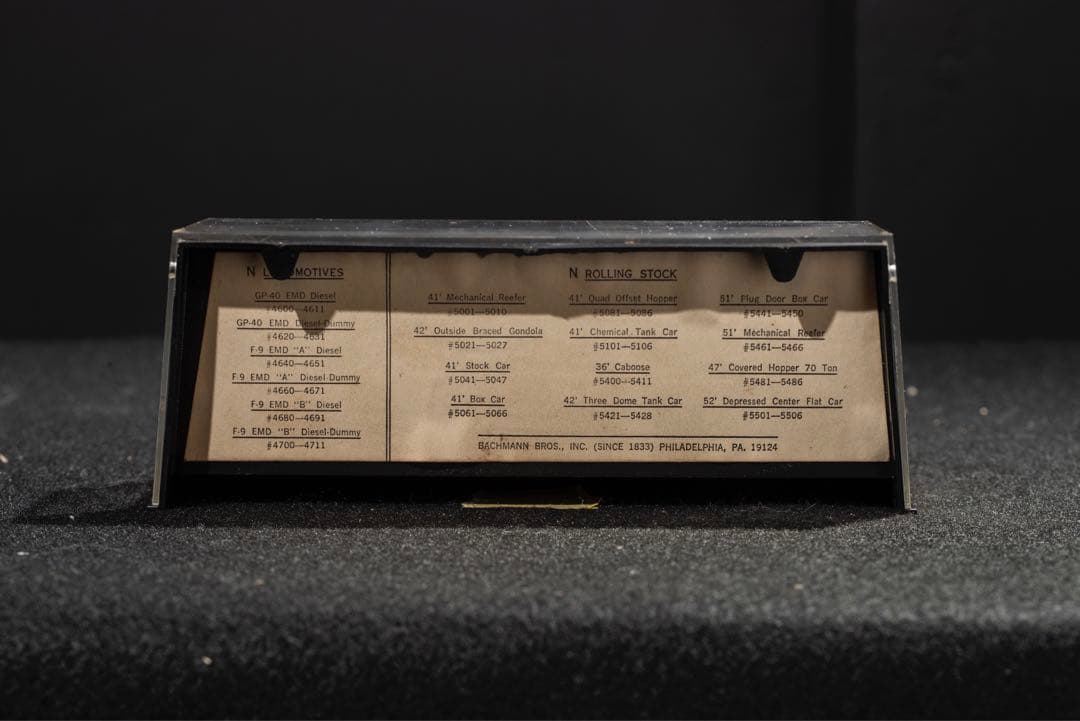 N LOCOMOTIVES
GP-40 EMD Diesel
#4600—4611
GP-40 EMD Diesel-Dummy
#4620—4631
F-9 EMD "A" Diesel
#4640—4651
F-9 EMD "A" Diesel-Dummy
#4660—4671
F-9 EMD "B" Diesel
#4680—4691
F-9 EMD "B" Diesel-Dummy
#4700—4711
N ROLLING STOCK
41' Mechanical Reefer
#5001—5010
42' Outside Braced Gondola
#5021—5027
41' Stock Car
#5041—5047
41' Box Car
#5061—5066
41' Quad Offset Hopper
#5081—5086
41' Chemical Tank Car
#5101—5106
36' Caboose
#5400—5411
42' Three Dome Tank Car
#5421—5428
51' Plug Door Box Car
#5441—5450
51' Mechanical Reefer
#5461—5466
47' Covered Hopper 70 Ton
#5481—5486
52' Depressed Center Flat Car
#5501—5506
BACHMANN BROS., INC. (SINCE 1833) PHILADELPHIA, PA. 19124